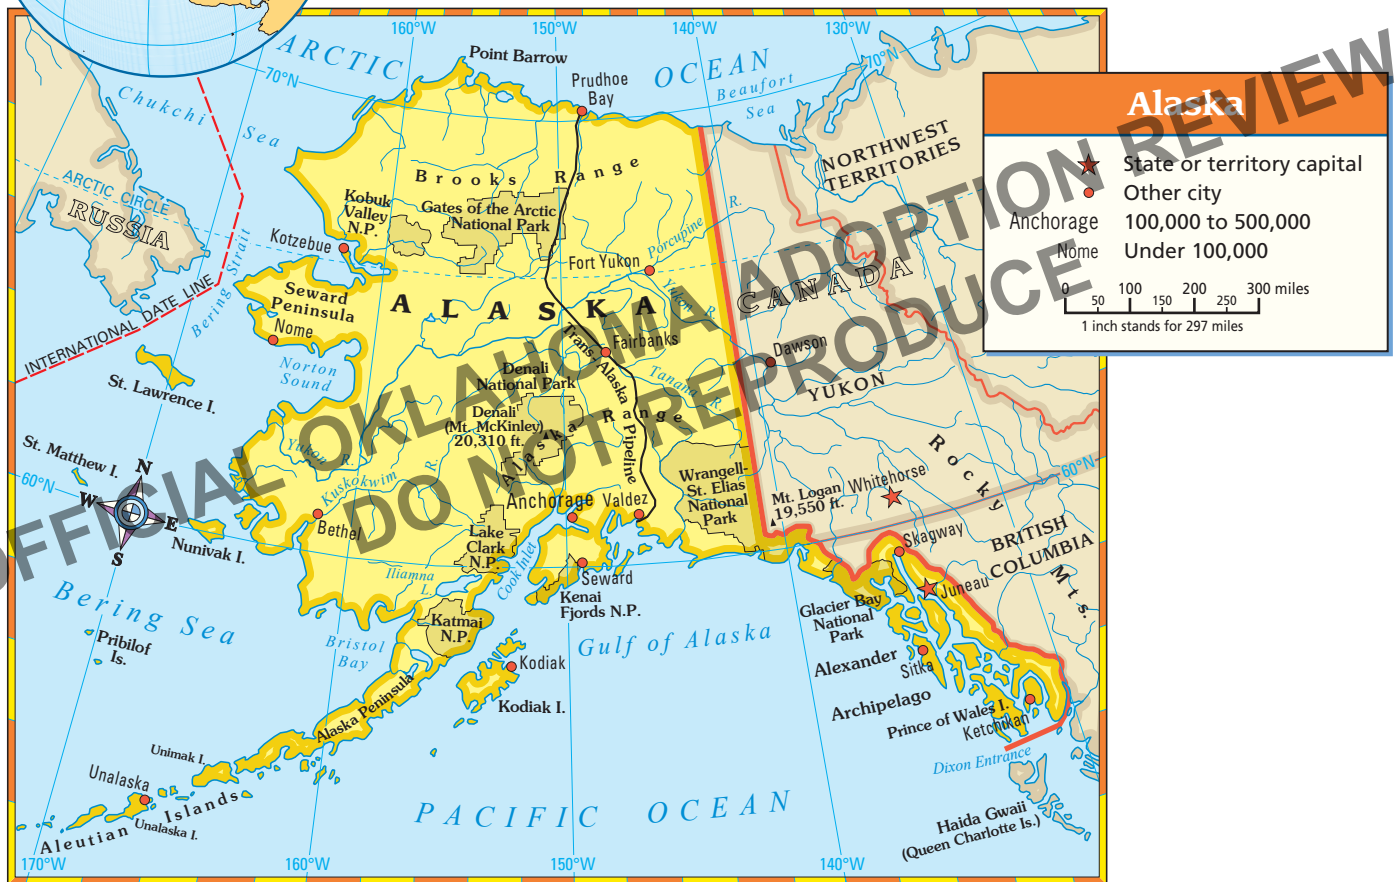 160°W
150°W
140°W
130°W
ARCTIC
OCEAN
Point Barrow
Prudhoe
Bay
70°N
70°N
Beaufort
Sea
Chukchi
Sea
Alaska
State or territory capital
Other city
Anchorage 100,000 to 500,000
Nome Under 100,000
0 50 100 150 200 250 300 miles
1 inch stands for 297 miles
NORTHWEST
TERRITORIES
ARCTIC CIRCLE
RUSSIA
Brooks Range
Kobuk
Valley
N.P.
Gates of the Arctic
National Park
Kotzebue
Porcupine R.
Fort Yukon
Yukon R.
CANADA
ALASKA
Bering Strait
INTERNATIONAL DATE LINE
Seward
Peninsula
Nome
Norton
Sound
St. Lawrence I.
Trans-Alaska Pipeline
Fairbanks
Dawson
YUKON
Tanana R.
Denali
National Park
Denali
(Mt. McKinley)
20,310 ft.
Alaska Range
St. Matthew I.
60°N
60°N
N
W
E
S
Yukon R.
Kuskokwim R.
Wrangell-
St. Elias
National
Park
Mt. Logan
19,550 ft.
Whitehorse
Rocky Mts.
Anchorage
Valdez
Bethel
Nunivak I.
Lake
Clark
N.P.
Cook Inlet
Iliamna
L.
Seward
Kenai
Fjords N.P.
Skagway
BRITISH
COLUMBIA
Juneau
Glacier Bay
National
Park
Bering Sea
Pribilof
Is.
Bristol
Bay
Katmai
N.P.
Gulf of Alaska
Kodiak
Kodiak I.
Alexander
Archipelago
Sitka
Prince of Wales I.
Ketchikan
Dixon Entrance
Alaska Peninsula
Unimak I.
Unalaska
Unalaska I.
Aleutian Islands
PACIFIC OCEAN
Haida Gwaii
(Queen Charlotte Is.)
170°W
160°W
150°W
140°W
OFFICIAL OKLAHOMA ADOPTION REVIEW
DO NOT REPRODUCE